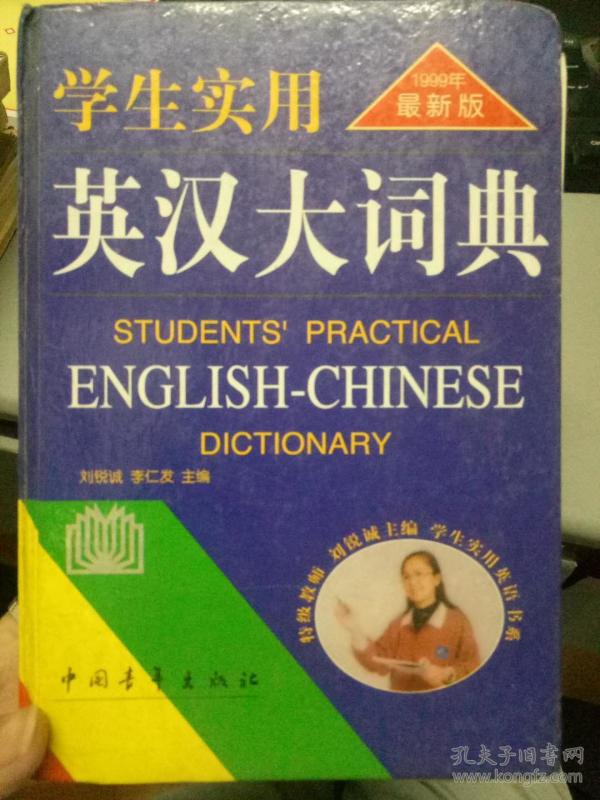 学生实用
1999年
最新版
英汉大词典
STUDENTS' PRACTICAL
ENGLISH-CHINESE
DICTIONARY
刘锐诚 李仁发 主编
特级教师 刘锐诚主编 学生实用英语书系
中国青年出版社
孔夫子旧书网
www.kongfz.com